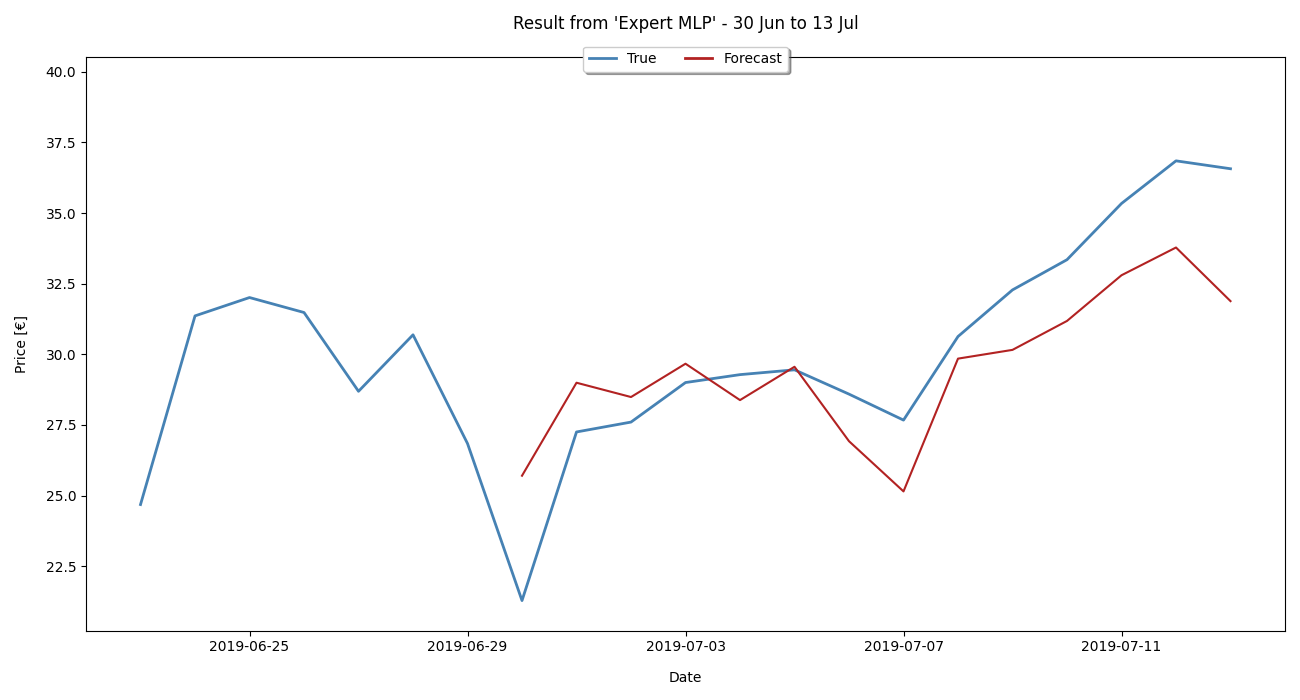 Result from 'Expert MLP' - 30 Jun to 13 Jul
True Forecast
40.0
37.5
35.0
32.5
30.0
27.5
25.0
22.5
Price [€]
2019-06-25 2019-06-29 2019-07-03 2019-07-07 2019-07-11
Date